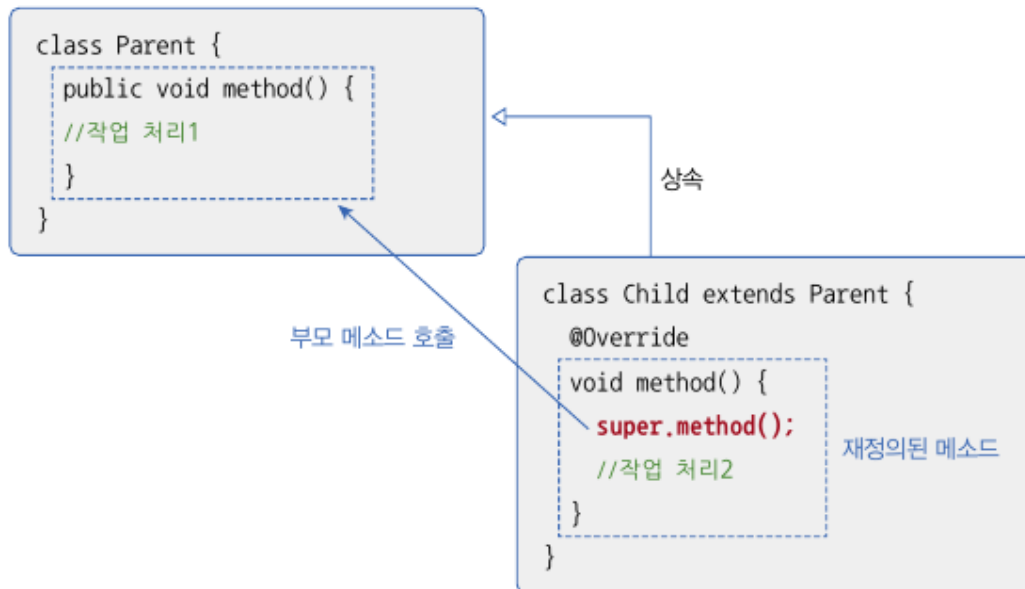 class Parent {
public void method() {
//작업 처리1
}
}
상속
부모 메소드 호출
class Child extends Parent {
@Override
void method() {
super.method();
//작업 처리2
}
}
재정의된 메소드